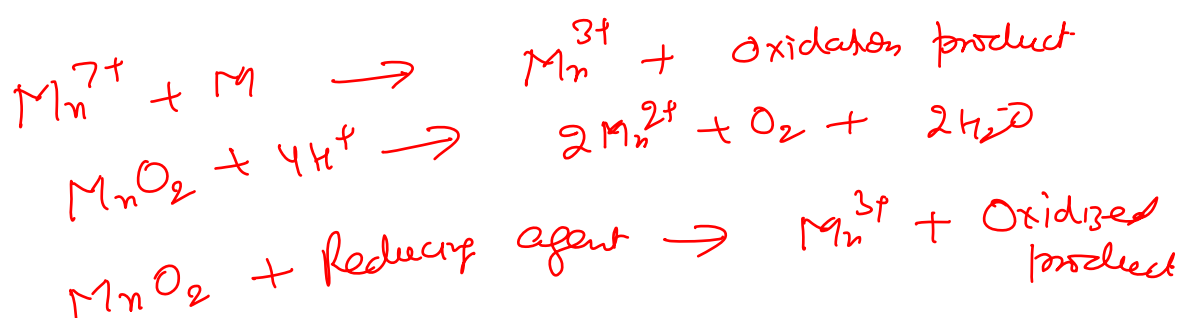 Mn⁷⁺ + M ⟶ Mn³⁺ + Oxidation product
MnO₂ + 4H⁺ ⟶ 2Mn²⁺ + O₂ + 2H₂O
MnO₂ + Reducing agent ⟶ Mn³⁺ + Oxidized product